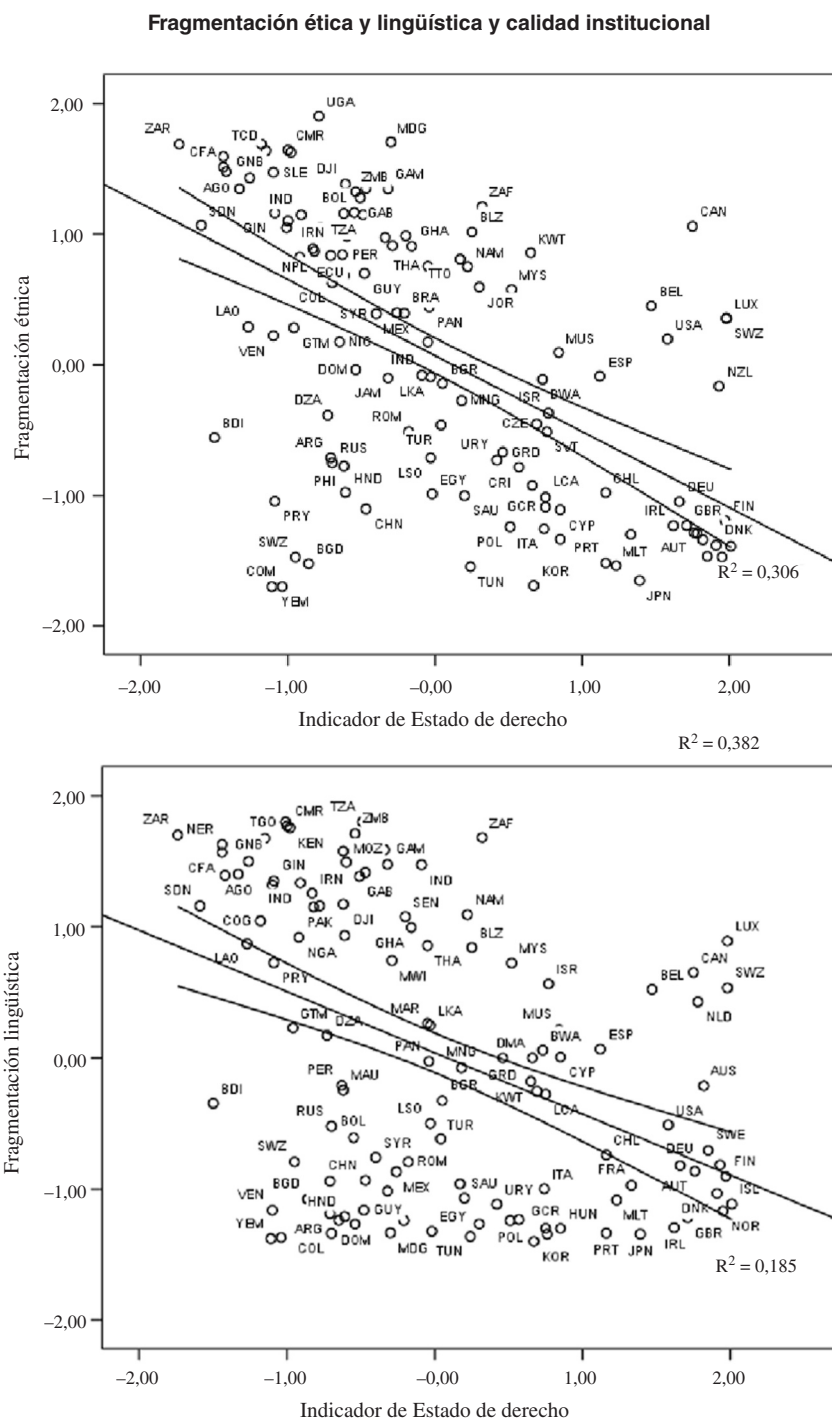 Fragmentación ética y lingüística y calidad institucional
2,00
1,00
0,00
−1,00
−2,00
Fragmentación étnica
UGA
ZAR
TCD
CMR
MDG
CFA
GNB
SLE
DJI
ZMB
GAM
AGO
IND
BOL
GAB
ZAF
BLZ
CAN
SDN
GIN
IRN
TZA
GHA
KWT
NPL
ECU
PER
THA
TTO
NAM
MYS
COL
GUY
BRA
JOR
BEL
LUX
LAO
SYR
MEX
PAN
USA
SWZ
VEN
GTM
NIC
MUS
DOM
IND
BGR
ESP
NZL
JAM
LKA
MNG
ISR
BWA
DZA
BDI
ROM
CZE
SVT
ARG
RUS
TUR
URY
GRD
PHI
HND
LSO
EGY
CRI
LCA
CHL
DEU
PRY
CHN
SAU
GCR
IRL
GBR
FIN
DNK
SWZ
BGD
POL
ITA
CYP
PRT
MLT
AUT
COM
YEM
TUN
KOR
JPN
R² = 0,306
−2,00
−1,00
−0,00
1,00
2,00
Indicador de Estado de derecho
R² = 0,382
2,00
1,00
0,00
−1,00
−2,00
Fragmentación lingüística
ZAR
NER
TGO
CMR
TZA
ZMB
ZAF
CFA
GNB
KEN
MOZ
GAM
SDN
AGO
GIN
IND
IRN
GAB
IND
COG
PAK
DJI
SEN
NAM
LAO
NGA
GHA
THA
BLZ
MYS
LUX
PRY
MWI
ISR
BEL
CAN
SWZ
GTM
DZA
MAR
LKA
MUS
NLD
PAN
MNG
DMA
BWA
ESP
BDI
PER
MAU
BGR
GRD
CYP
AUS
RUS
BOL
LSO
KWT
LCA
USA
TUR
CHL
SWE
SWZ
SYR
ROM
ITA
FRA
DEU
FIN
BGD
CHN
MEX
SAU
URY
AUT
ISL
VEN
HND
GUY
EGY
GCR
HUN
MLT
DNK
NOR
YEM
ARG
COL
DOM
MDG
TUN
POL
KOR
PRT
JPN
IRL
GBR
R² = 0,185
−2,00
−1,00
−0,00
1,00
2,00
Indicador de Estado de derecho